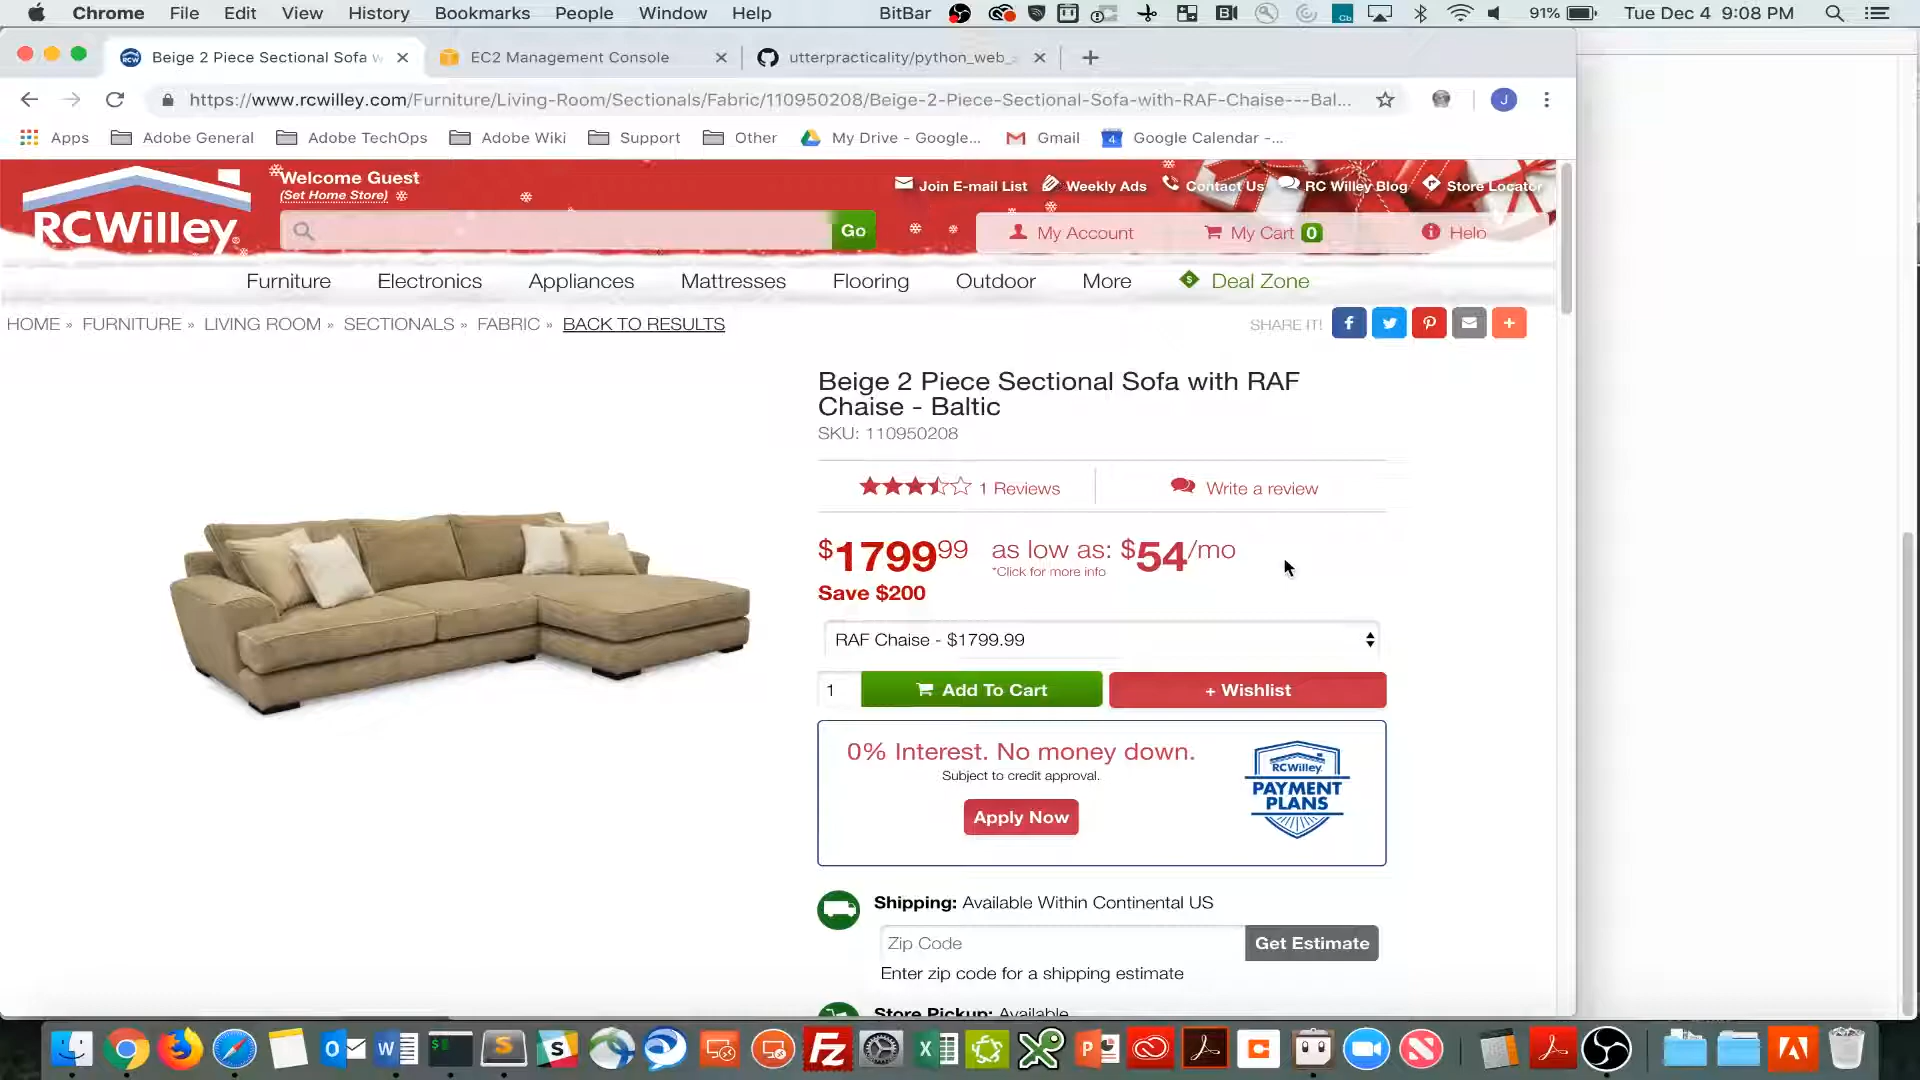 Chrome File Edit View History Bookmarks People Window Help BitBar 91% Tue Dec 4 9:08 PM
Beige 2 Piece Sectional Sofa w
EC2 Management Console
utterpracticality/python_web_
https://www.rcwilley.com/Furniture/Living-Room/Sectionals/Fabric/110950208/Beige-2-Piece-Sectional-Sofa-with-RAF-Chaise---Bal... J
Apps Adobe General Adobe TechOps Adobe Wiki Support Other My Drive - Google... Gmail 4 Google Calendar -...
Welcome Guest
(Set Home Store)
Join E-mail List Weekly Ads Contact Us RC Willey Blog Store Locator
RCWilley
Go
My Account My Cart 0 Help
Furniture Electronics Appliances Mattresses Flooring Outdoor More Deal Zone
HOME » FURNITURE » LIVING ROOM » SECTIONALS » FABRIC » BACK TO RESULTS
SHARE IT!
Beige 2 Piece Sectional Sofa with RAF
Chaise - Baltic
SKU: 110950208
1 Reviews
Write a review
$1799.99 as low as: $54/mo
*Click for more info
Save $200
RAF Chaise - $1799.99
1 Add To Cart + Wishlist
0% Interest. No money down.
Subject to credit approval.
Apply Now
RCWilley
PAYMENT
PLANS
Shipping: Available Within Continental US
Zip Code Get Estimate
Enter zip code for a shipping estimate
Store Pickup: Available